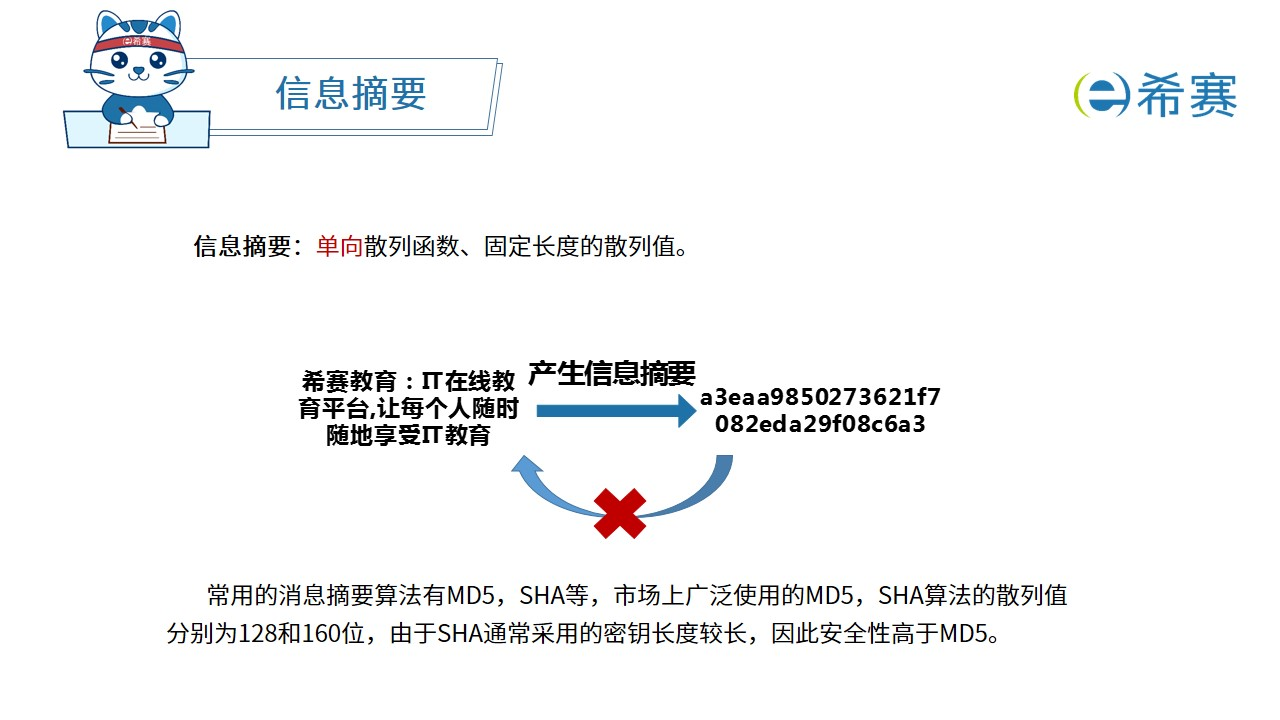 希赛
信息摘要
希赛
信息摘要：单向散列函数、固定长度的散列值。
产生信息摘要
希赛教育：IT在线教
育平台,让每个人随时
随地享受IT教育
a3eaa9850273621f7
082eda29f08c6a3
常用的消息摘要算法有MD5，SHA等，市场上广泛使用的MD5，SHA算法的散列值
分别为128和160位，由于SHA通常采用的密钥长度较长，因此安全性高于MD5。